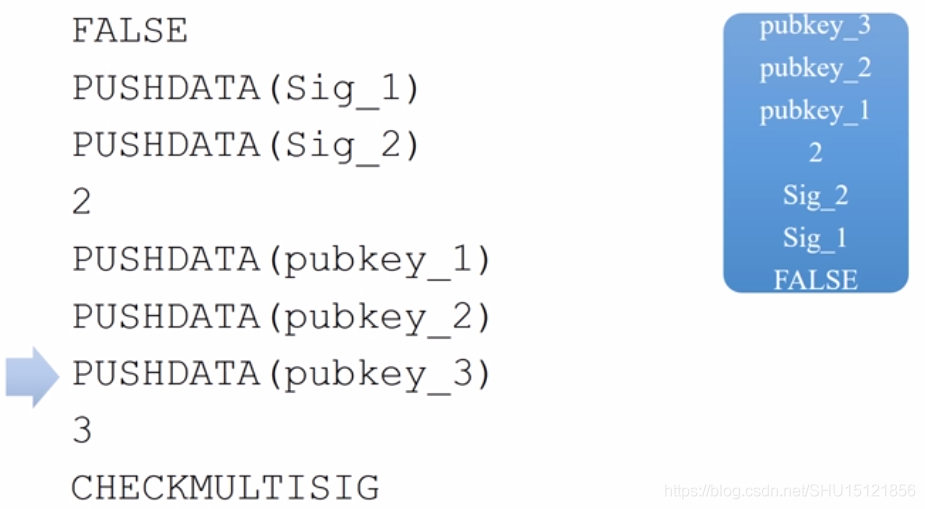 FALSE
PUSHDATA(Sig_1)
PUSHDATA(Sig_2)
2
PUSHDATA(pubkey_1)
PUSHDATA(pubkey_2)
PUSHDATA(pubkey_3)
3
CHECKMULTISIG
pubkey_3
pubkey_2
pubkey_1
2
Sig_2
Sig_1
FALSE
https://blog.csdn.net/SHU15121856